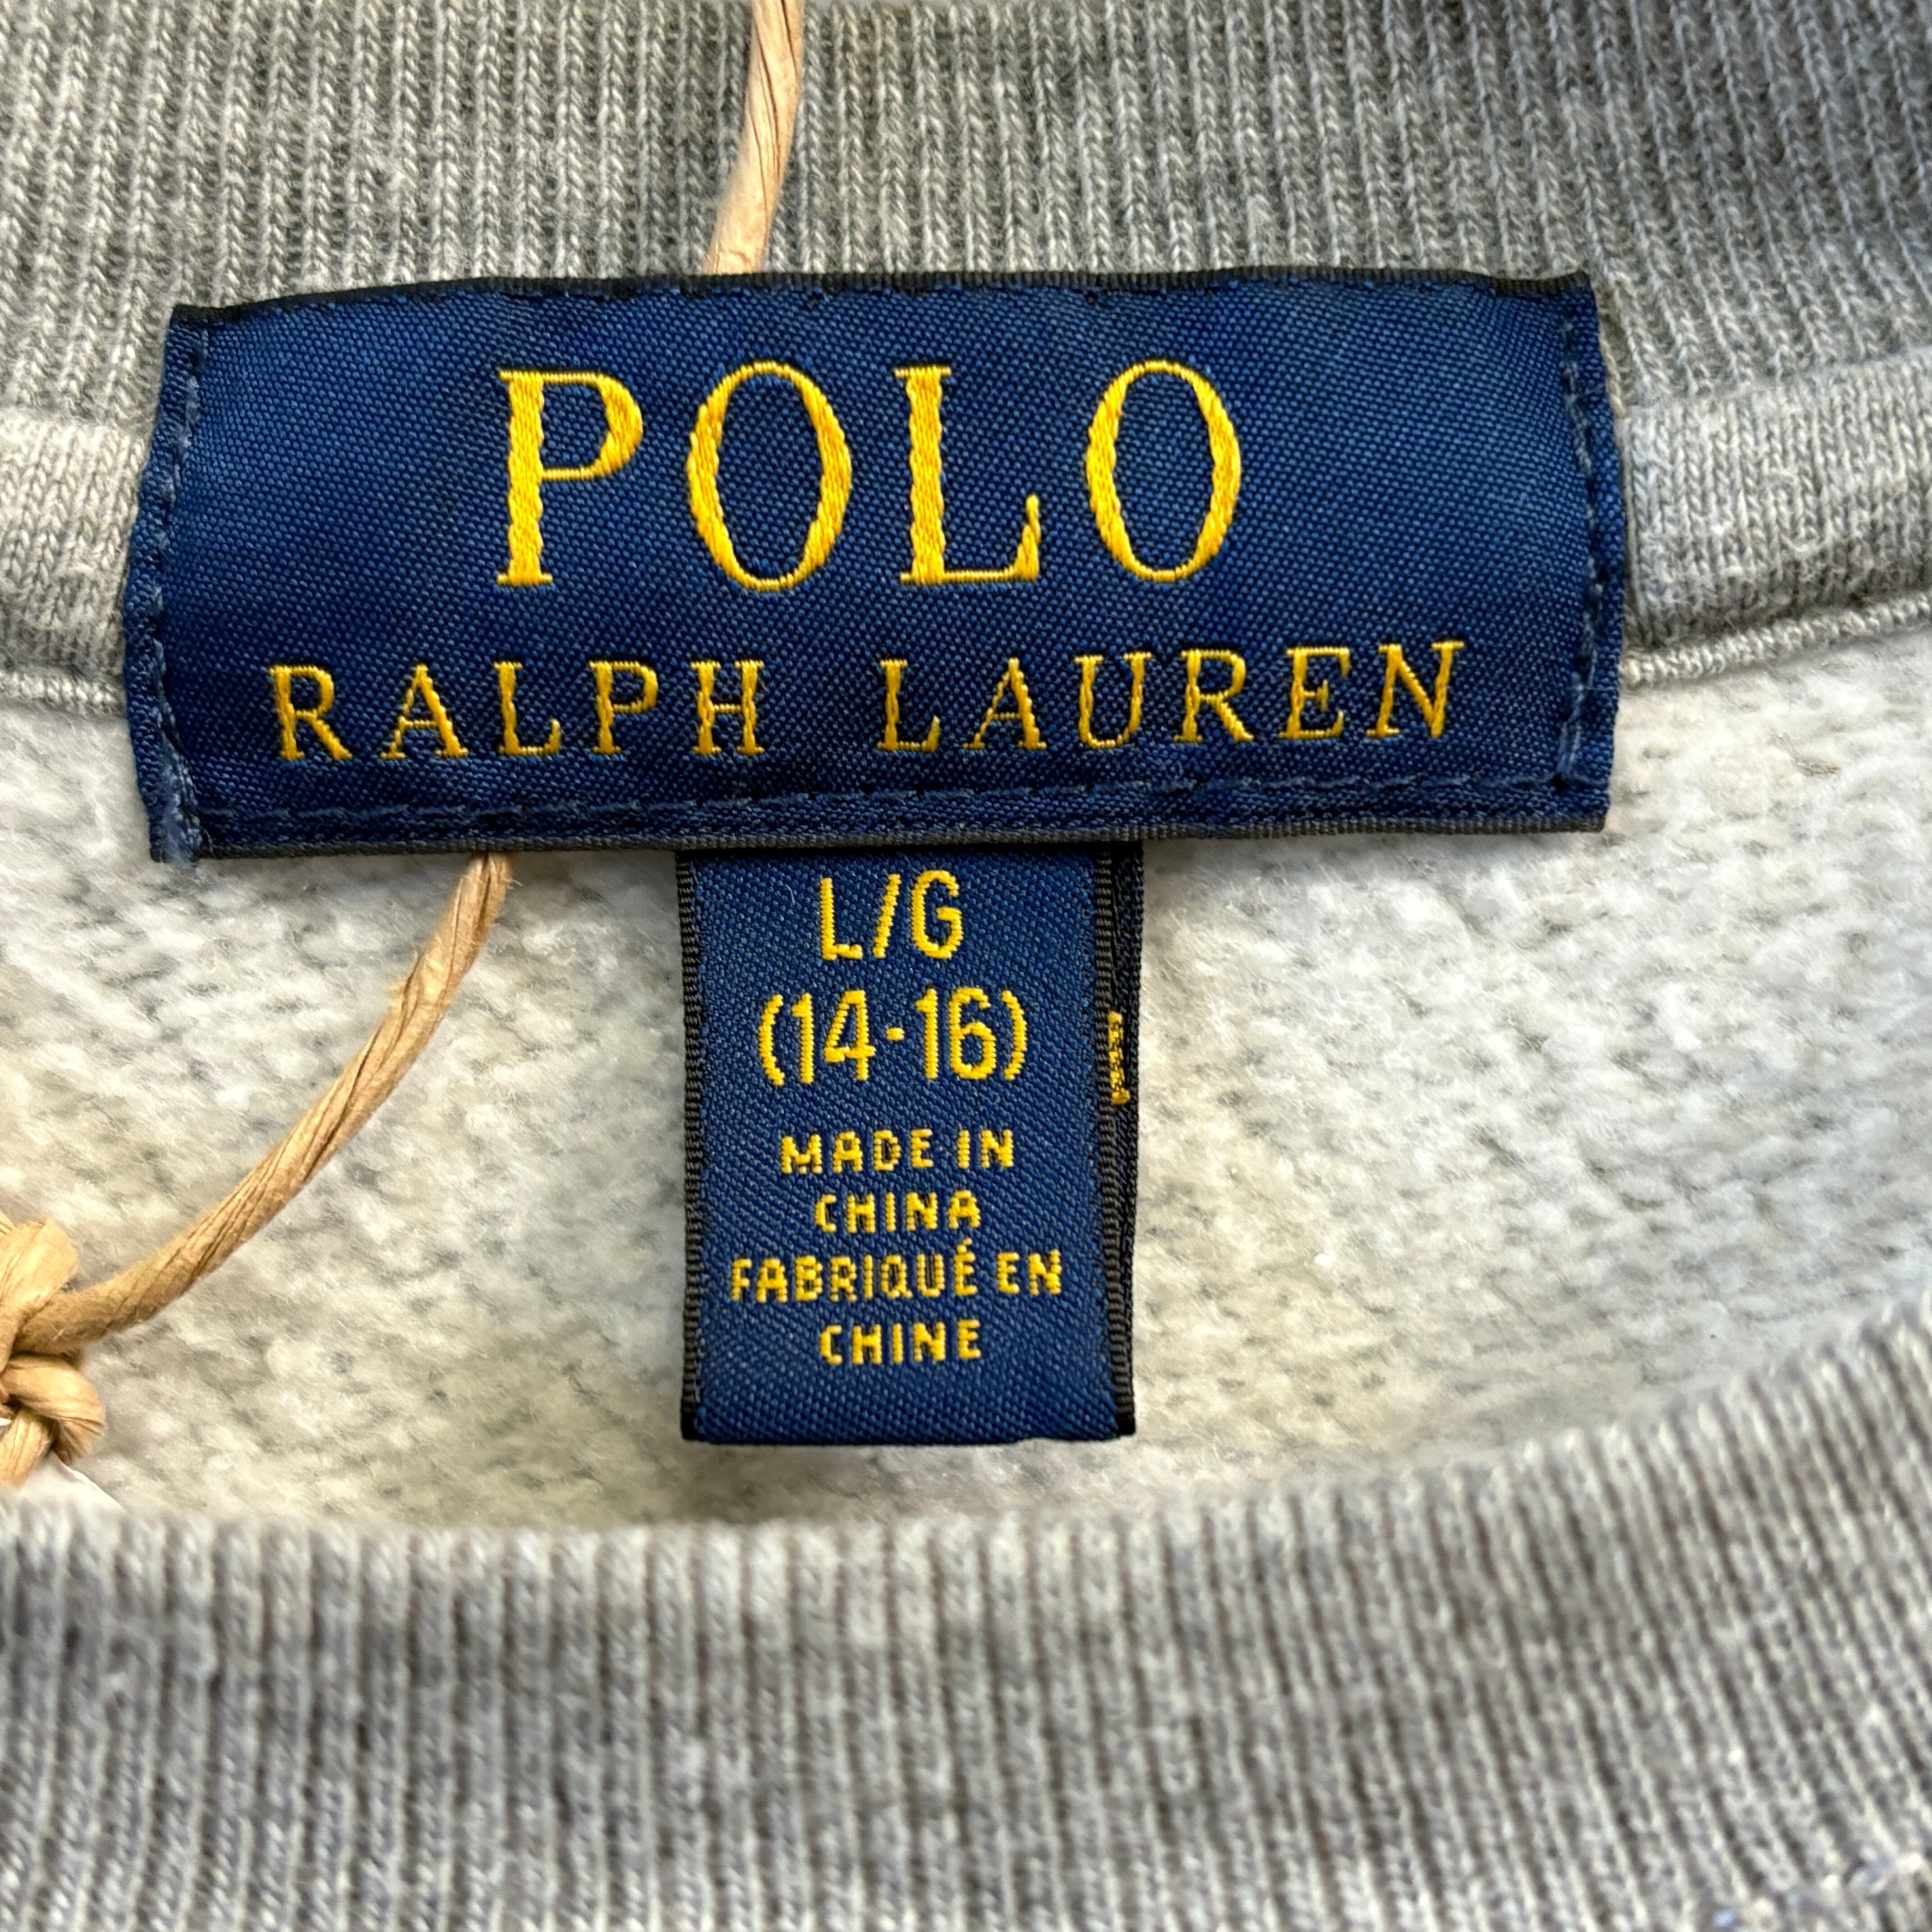 POLO
RALPH LAUREN
L/G
(14-16)
MADE IN
CHINA
FABRIQUÉ EN
CHINE